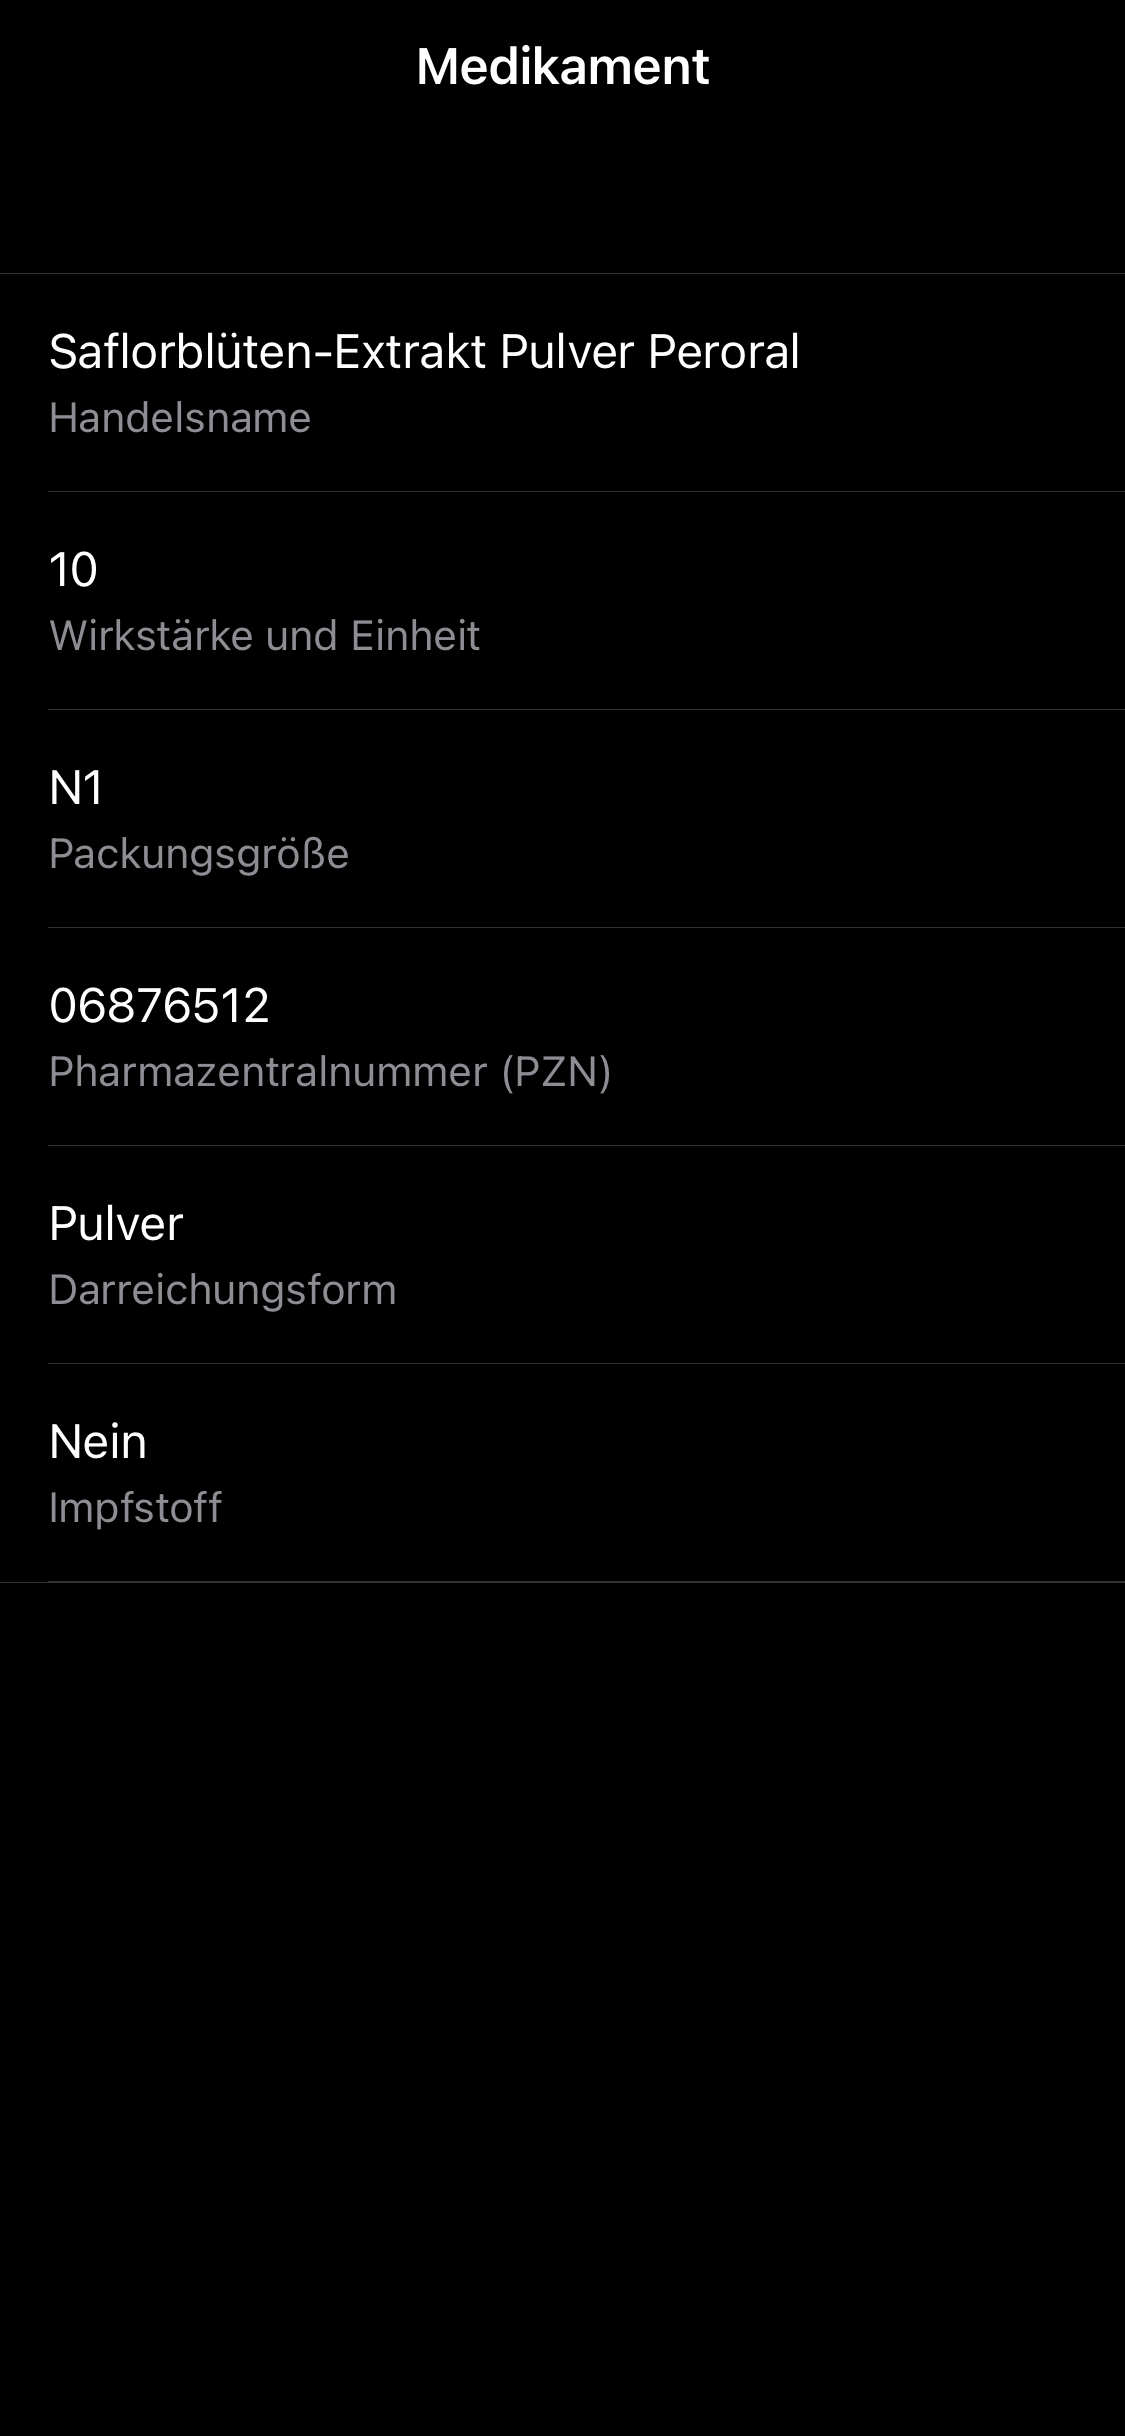 Medikament
Saflorblüten-Extrakt Pulver Peroral
Handelsname
10
Wirkstärke und Einheit
N1
Packungsgröße
06876512
Pharmazentralnummer (PZN)
Pulver
Darreichungsform
Nein
Impfstoff